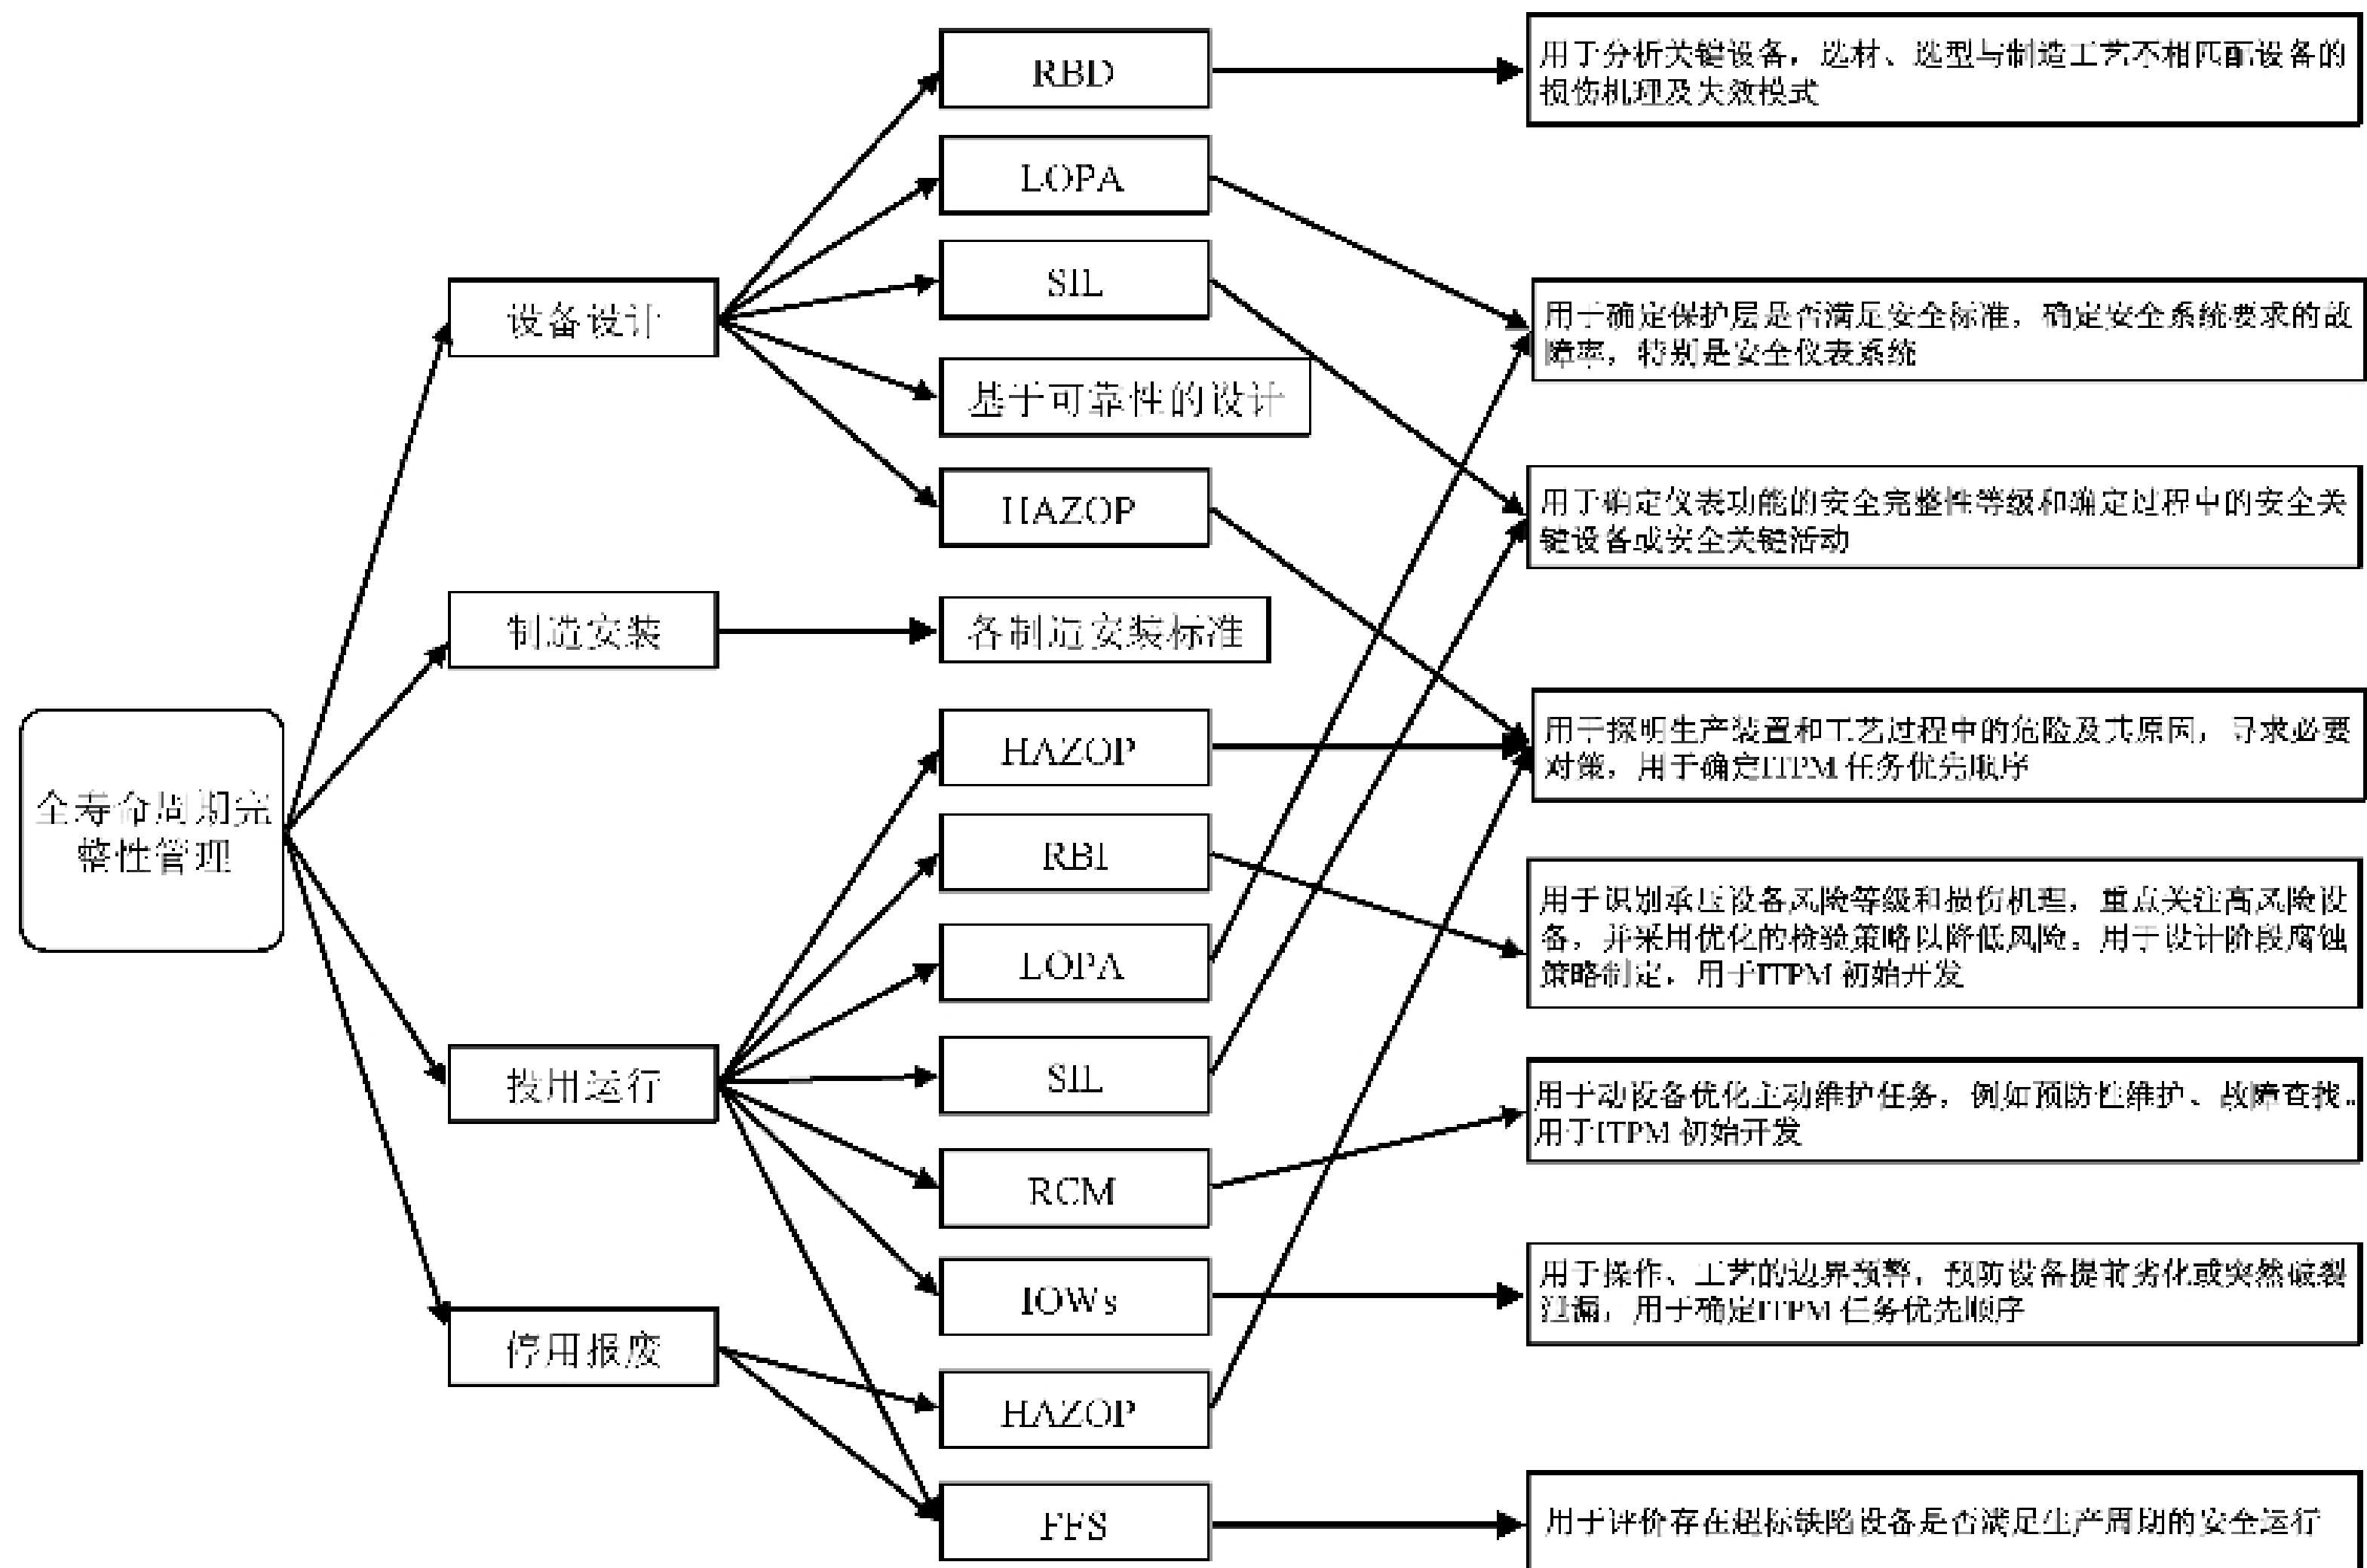 全寿命周期完
整性管理
设备设计
制造安装
投用运行
停用报废
RBD
LOPA
SIL
基于可靠性的设计
HAZOP
各制造安装标准
HAZOP
RBI
LOPA
SIL
RCM
IOWs
HAZOP
FFS
用于分析关键设备，选材、选型与制造工艺不相匹配设备的
损伤机理及失效模式
用于确定保护层是否满足安全标准，确定安全系统要求的故
障率，特别是安全仪表系统
用于确定仪表功能的安全完整性等级和确定过程中的安全关
键设备或安全关键活动
用于探明生产装置和工艺过程中的危险及其原因，寻求必要
对策，用于确定ITPM 任务优先顺序
用于识别承压设备风险等级和损伤机理，重点关注高风险设
备，并采用优化的检验策略以降低风险。用于设计阶段腐蚀
策略制定，用于ITPM 初始开发
用于动设备优化主动维护任务，例如预防性维护、故障查找..
用于ITPM 初始开发
用于操作、工艺的边界预警，预防设备提前劣化或突然破裂
泄漏，用于确定ITPM 任务优先顺序
用于评价存在超标缺陷设备是否满足生产周期的安全运行